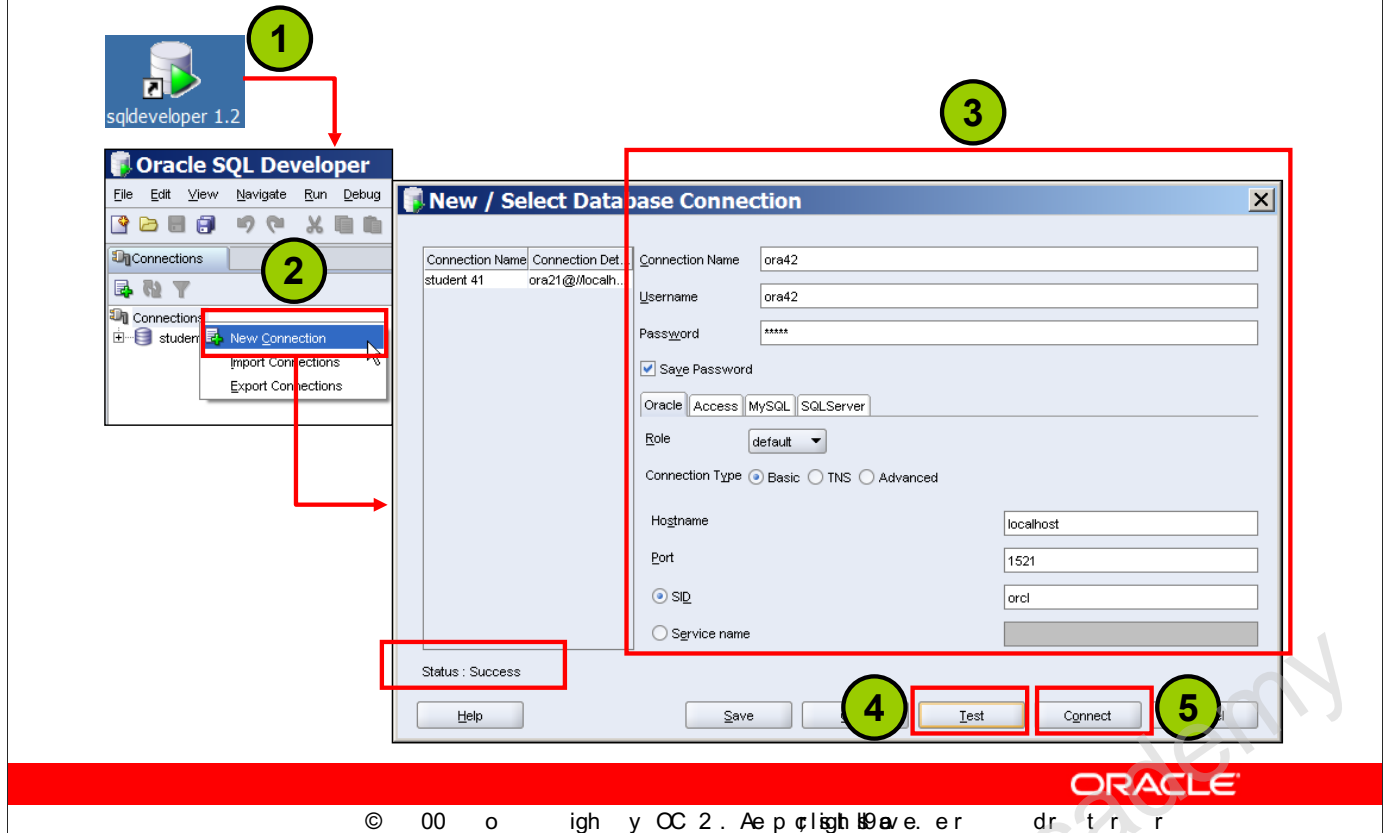 1
sqldeveloper 1.2
3
Oracle SQL Developer
File Edit View Navigate Run Debug
New / Select Database Connection
Connections
2
Connection Name Connection Det...
student 41 ora21@//localh...
Connection Name ora42
Username ora42
Password *****
Save Password
Connections
New Connection
Import Connections
Export Connections
Oracle Access MySQL SQLServer
Role default
Connection Type Basic TNS Advanced
Hostname localhost
Port 1521
SID orcl
Service name
Status : Success
Help Save 4 Test Connect 5
ORACLE